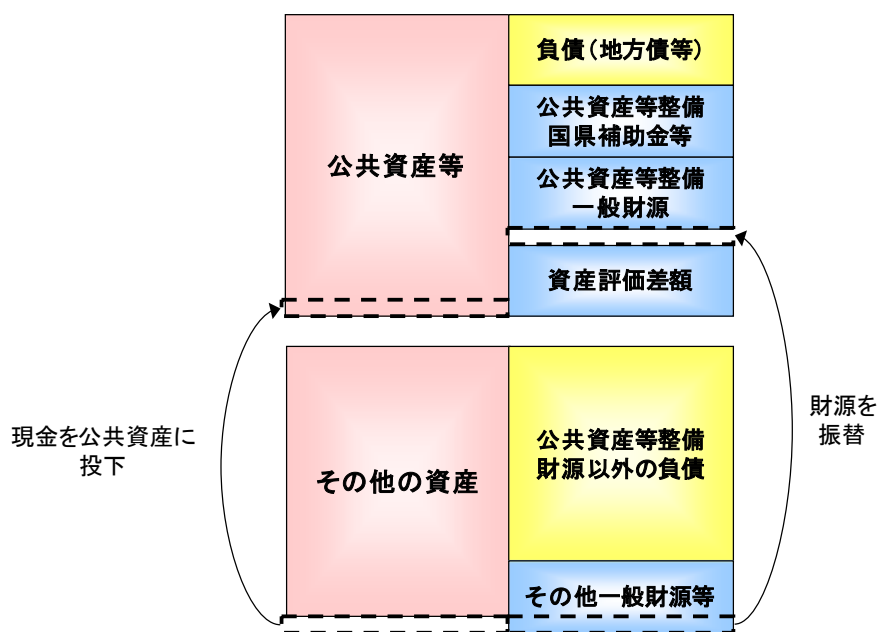 公共資産等
負債(地方債等)
公共資産等整備
国県補助金等
公共資産等整備
一般財源
資産評価差額
現金を公共資産に
投下
その他の資産
公共資産等整備
財源以外の負債
その他一般財源等
財源を
振替